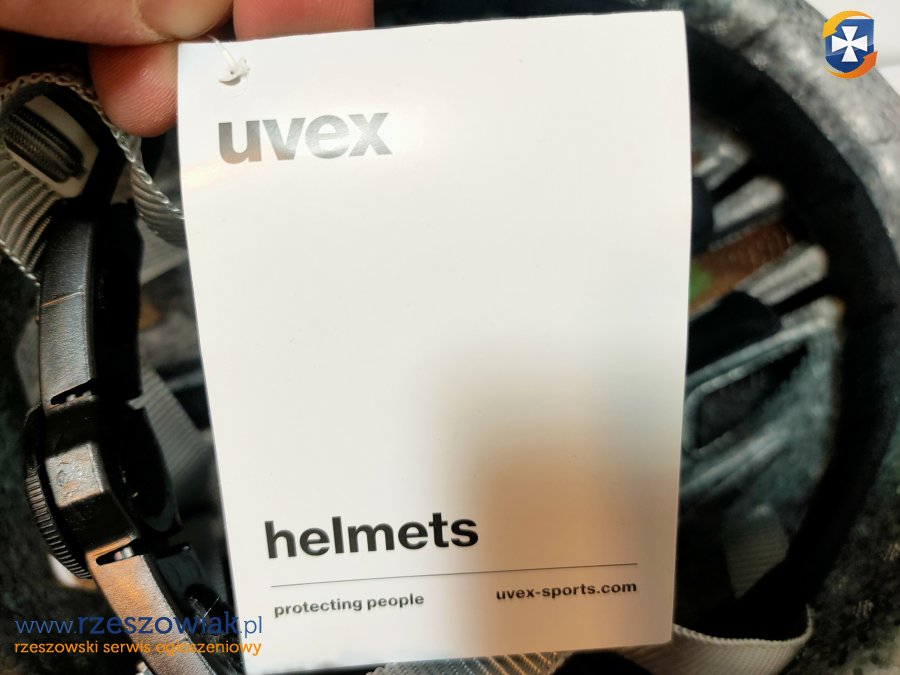 uvex
helmets
protecting people
uvex-sports.com
www.rzeszowiak.pl
rzeszowski serwis ogłoszeniowy